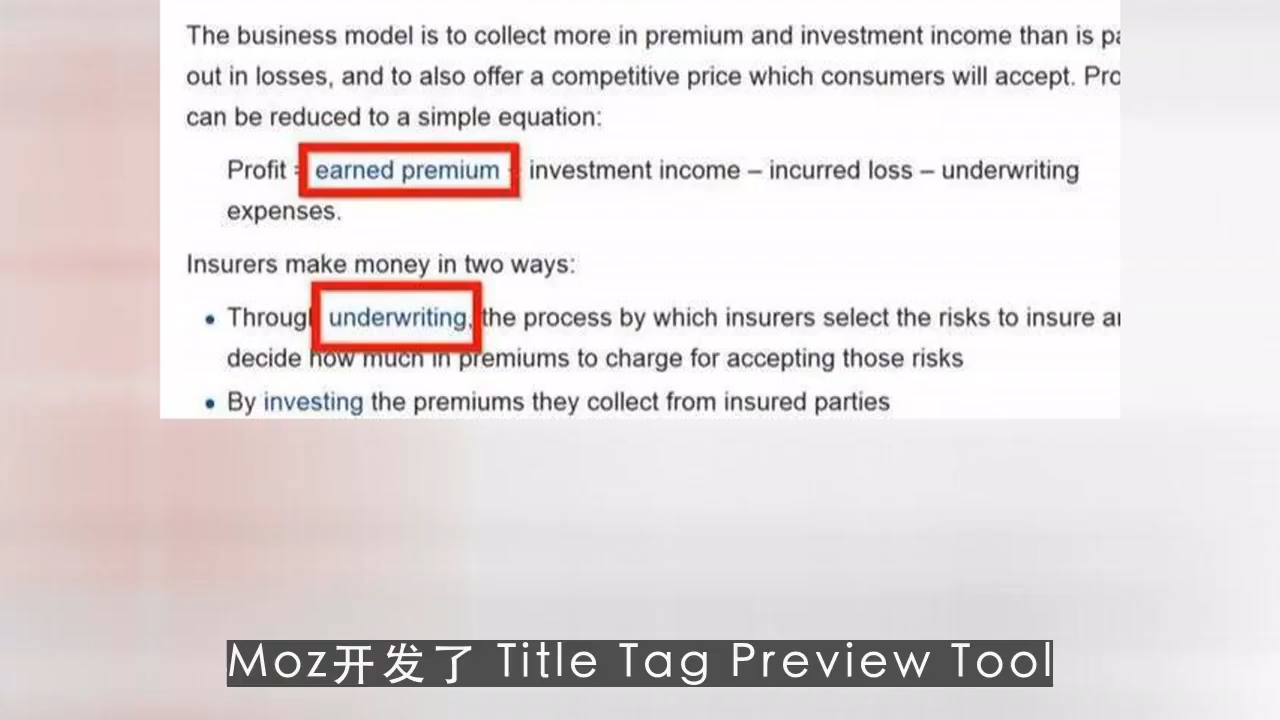 The business model is to collect more in premium and investment income than is
out in losses, and to also offer a competitive price which consumers will accept.
can be reduced to a simple equation:
Profit = earned premium investment income – incurred loss – underwriting
expenses.
Insurers make money in two ways:
• Through underwriting, the process by which insurers select the risks to insure
decide how much in premiums to charge for accepting those risks
• By investing the premiums they collect from insured parties
Moz开发了 Title Tag Preview Tool